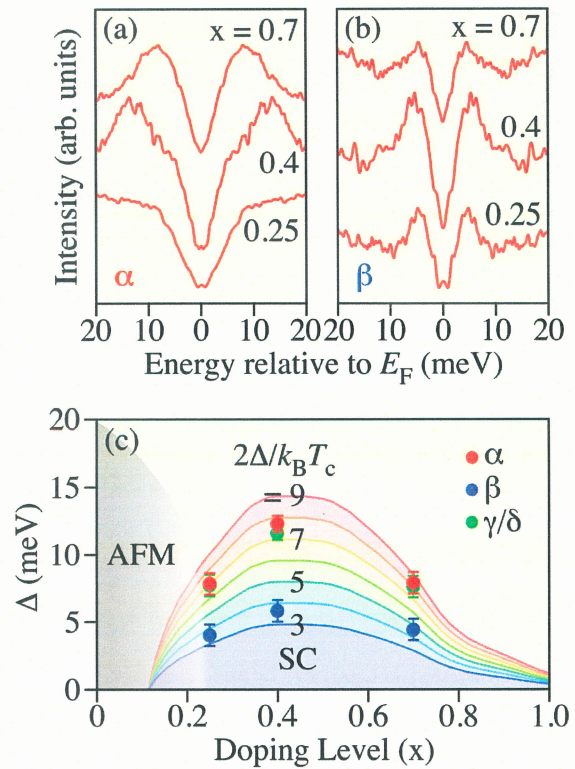 (a) x = 0.7
0.4
0.25
α
(b) x = 0.7
0.4
0.25
β
Intensity (arb. units)
20 10 0 10 20 10 0 10 20
Energy relative to E_F (meV)
(c)
2Δ/k_BT_c
= 9
7
5
3
α
β
γ/δ
AFM
SC
Δ (meV)
20
15
10
5
0
0 0.2 0.4 0.6 0.8 1.0
Doping Level (x)